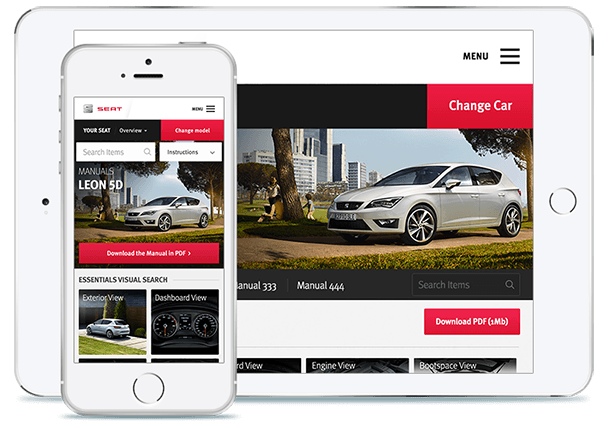 MENU
Change Car
anual 333
Manual 444
Search Items
Download PDF (1Mb)
rd View
Engine View
Bootspace View
SEAT
MENU
YOUR SEAT
Overview
Change model
Search Items
Instructions
MANUALS
LEON 5D
Download the Manual in PDF >
ESSENTIALS VISUAL SEARCH
Exterior View
Dashboard View